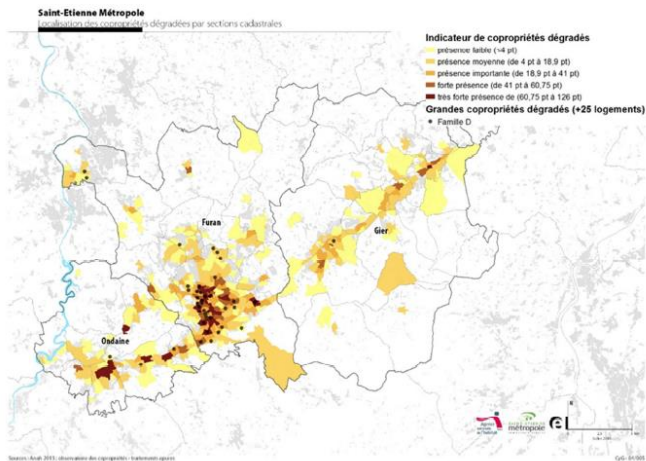 Saint-Etienne Métropole
Localisation des copropriétés dégradées par sections cadastrales
Indicateur de copropriétés dégradés
présence faible (>4 pt)
présence moyenne (de 4 pt à 18,9 pt)
présence importante (de 18,9 pt à 41 pt)
forte présence (de 41 pt à 60,75 pt)
très forte présence de (60,75 pt à 126 pt)
Grandes copropriétés dégradés (+25 logements)
Famille D
Furan
Gier
Ondaine
métropole